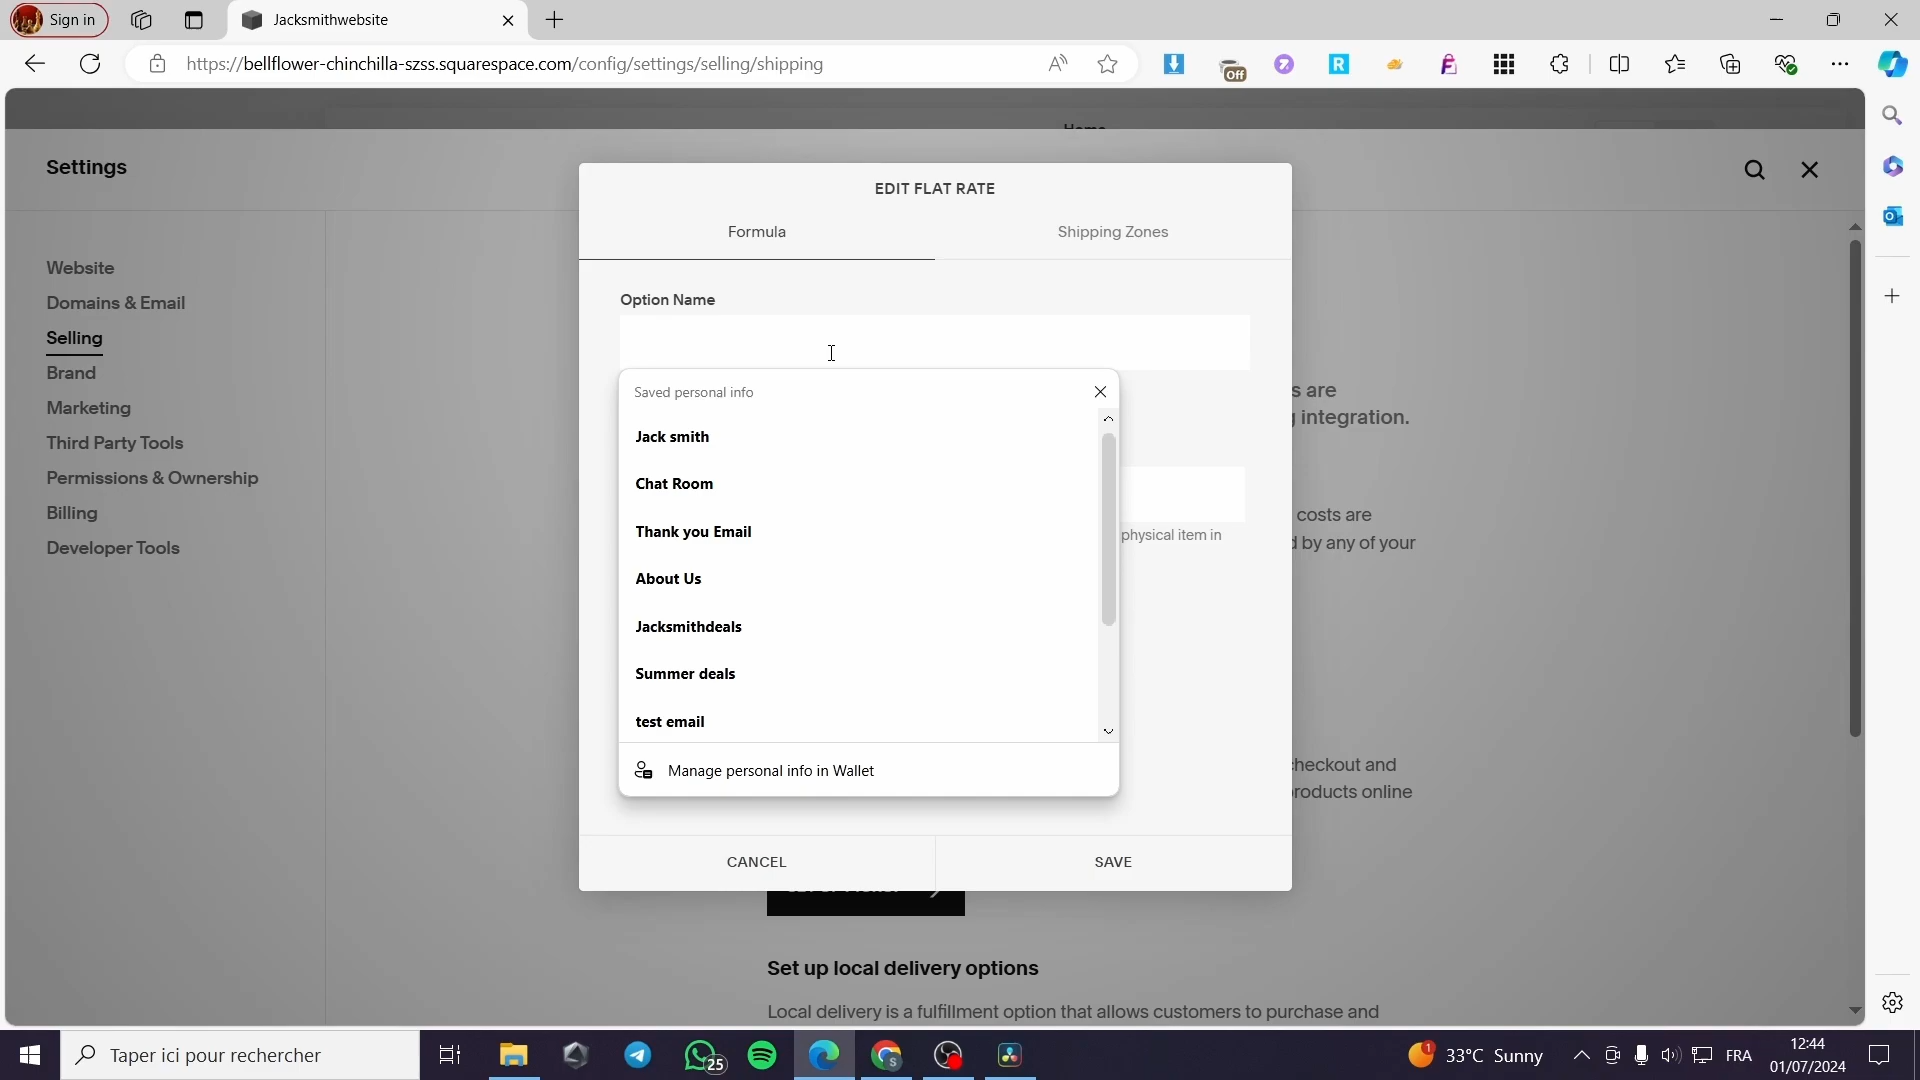 Sign in
Jacksmithwebsite
https://bellflower-chinchilla-szss.squarespace.com/config/settings/selling/shipping
Off
Settings
Website
Domains & Email
Selling
Brand
Marketing
Third Party Tools
Permissions & Ownership
Billing
Developer Tools
EDIT FLAT RATE
Formula
Shipping Zones
Option Name
Saved personal info
Jack smith
Chat Room
Thank you Email
About Us
Jacksmithdeals
Summer deals
test email
Manage personal info in Wallet
physical item in
CANCEL
SAVE
s are
integration.
costs are
d by any of your
checkout and
products online
Set up local delivery options
Local delivery is a fulfillment option that allows customers to purchase and
Taper ici pour rechercher
25
1
33°C Sunny
FRA
12:44
01/07/2024